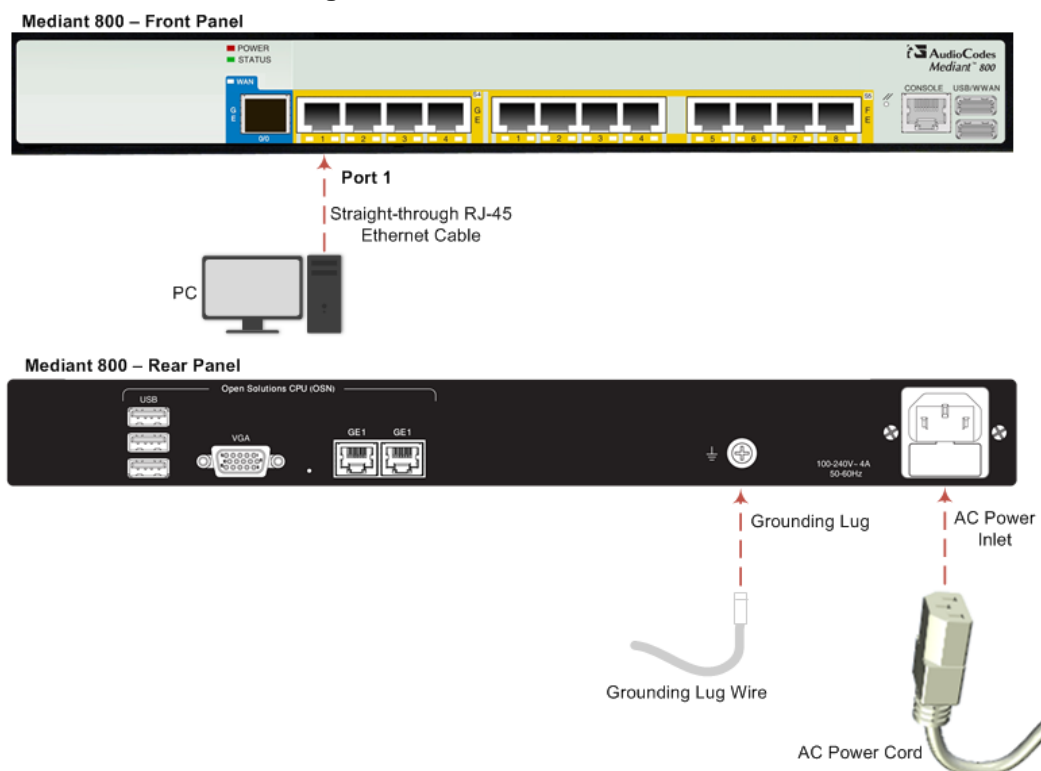 Mediant 800 – Front Panel
POWER
STATUS
WAN
GE
0/0
1 2 3 4
S4
GE
1 2 3 4
5 6 7 8
S5
FE
AudioCodes
Mediant™ 800
CONSOLE USB/WWAN
//
Port 1
Straight-through RJ-45
Ethernet Cable
PC
Mediant 800 – Rear Panel
Open Solutions CPU (OSN)
USB
VGA
GE1 GE1
100-240V~4A
50-60Hz
Grounding Lug
AC Power
Inlet
Grounding Lug Wire
AC Power Cord